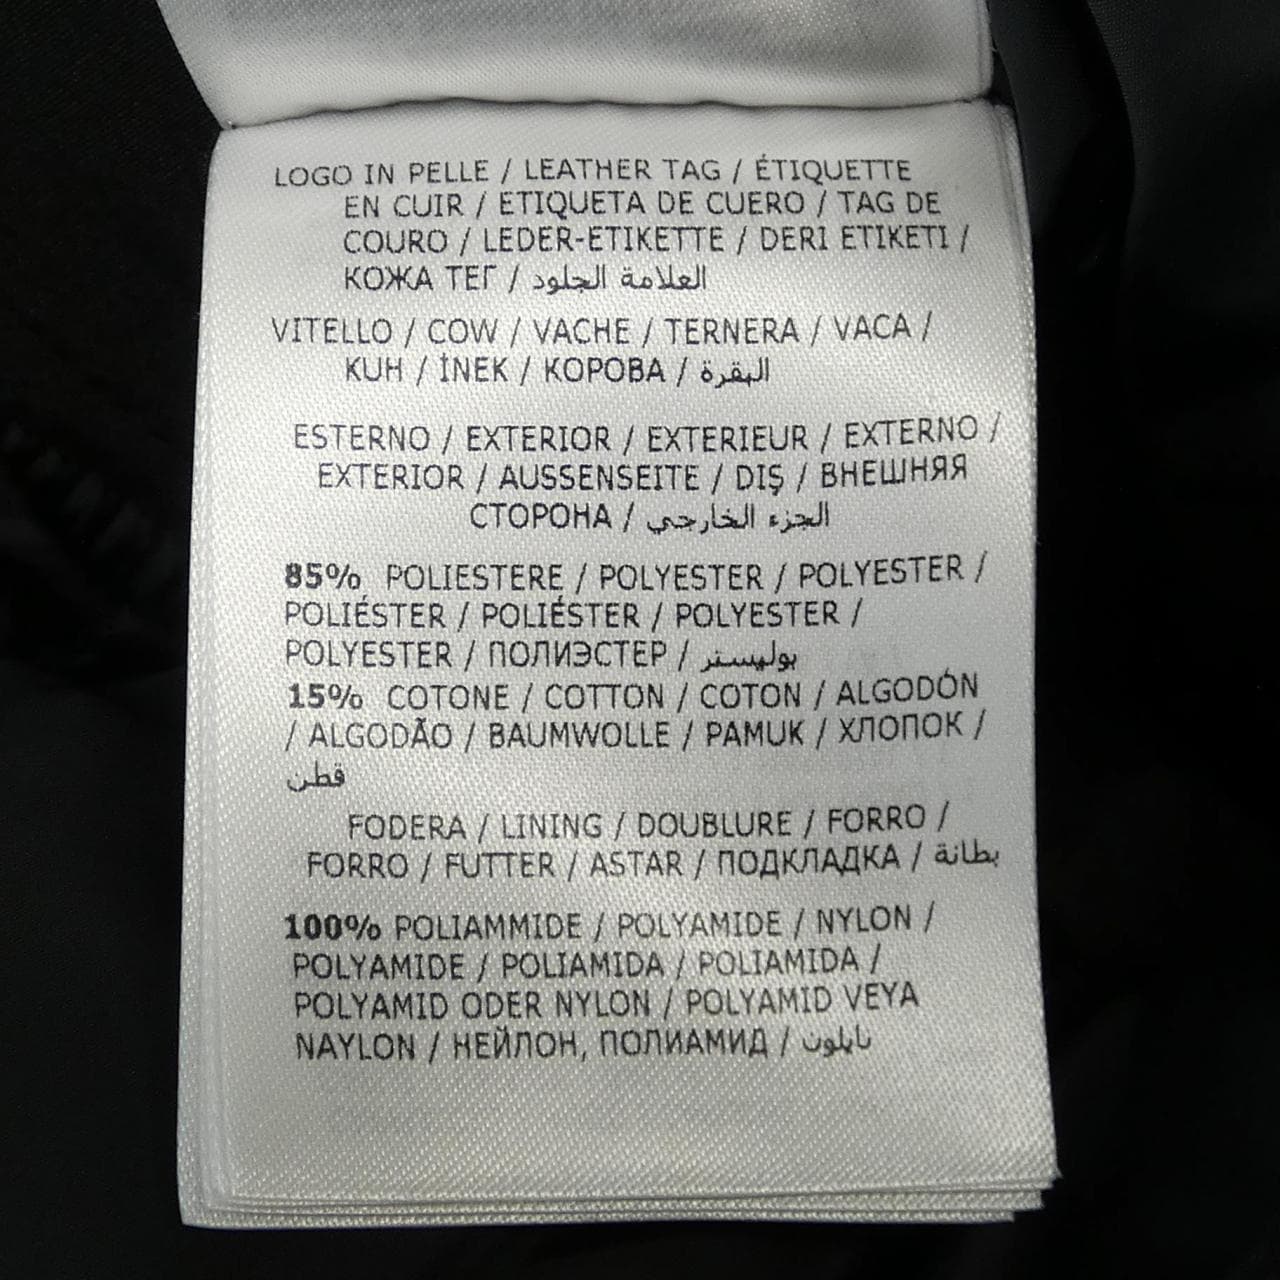 LOGO IN PELLE / LEATHER TAG / ÉTIQUETTE
EN CUIR / ETIQUETA DE CUERO / TAG DE
COURO / LEDER-ETIKETTE / DERI ETIKETI /
КОЖА ТЕГ / العلامة الجلود
VITELLO / COW / VACHE / TERNERA / VACA /
KUH / İNEK / КОРОВА / البقرة
ESTERNO / EXTERIOR / EXTERIEUR / EXTERNO /
EXTERIOR / AUSSENSEITE / DIŞ / ВНЕШНЯЯ
СТОРОНА / الجزء الخارجي
85% POLIESTERE / POLYESTER / POLYESTER /
POLIÉSTER / POLIÉSTER / POLYESTER /
POLYESTER / ПОЛИЭСТЕР / بوليستر
15% COTONE / COTTON / COTON / ALGODÓN
/ ALGODÃO / BAUMWOLLE / PAMUK / ХЛОПОК /
قطن
FODERA / LINING / DOUBLURE / FORRO /
FORRO / FUTTER / ASTAR / ПОДКЛАДКА / بطانة
100% POLIAMMIDE / POLYAMIDE / NYLON /
POLYAMIDE / POLIAMIDA / POLIAMIDA /
POLYAMID ODER NYLON / POLYAMID VEYA
NAYLON / НЕЙЛОН, ПОЛИАМИД / نايلون